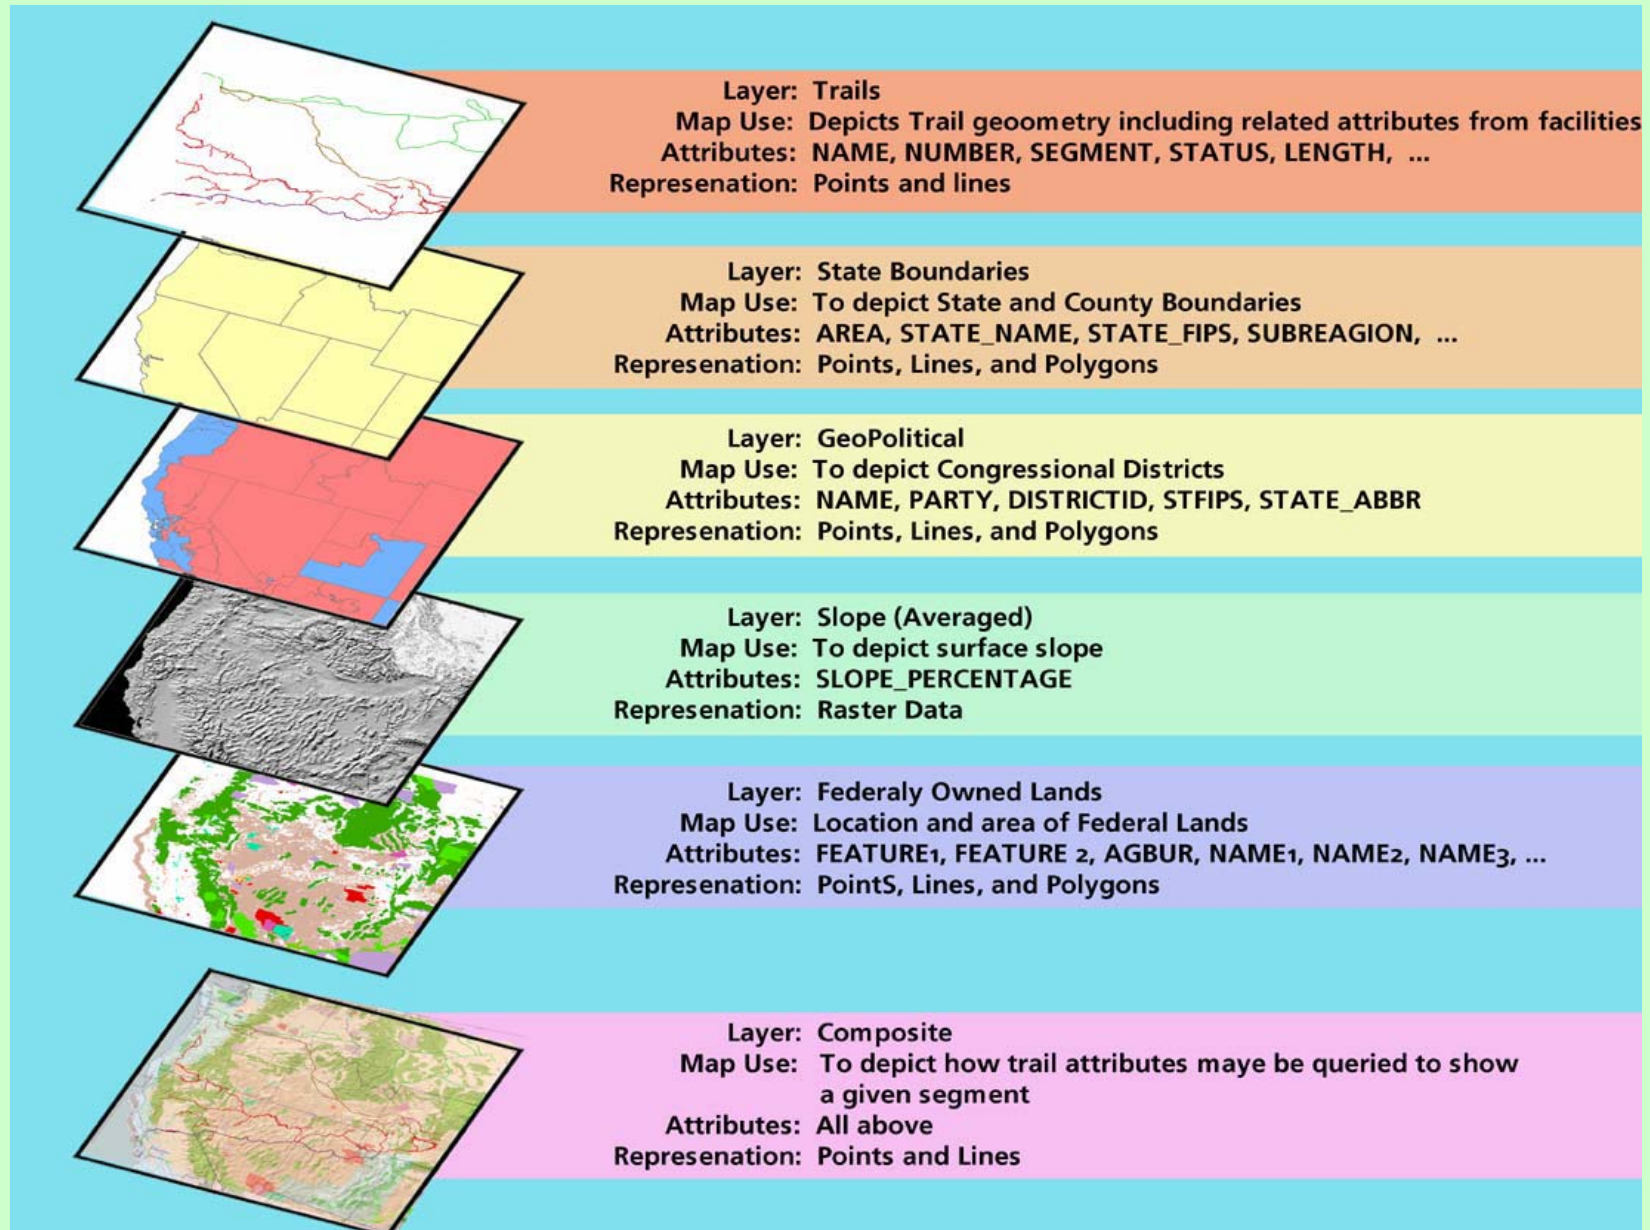 Layer: Trails
Map Use: Depicts Trail geoometry including related attributes from facilities
Attributes: NAME, NUMBER, SEGMENT, STATUS, LENGTH, ...
Represenation: Points and lines
Layer: State Boundaries
Map Use: To depict State and County Boundaries
Attributes: AREA, STATE_NAME, STATE_FIPS, SUBREAGION, ...
Represenation: Points, Lines, and Polygons
Layer: GeoPolitical
Map Use: To depict Congressional Districts
Attributes: NAME, PARTY, DISTRICTID, STFIPS, STATE_ABBR
Represenation: Points, Lines, and Polygons
Layer: Slope (Averaged)
Map Use: To depict surface slope
Attributes: SLOPE_PERCENTAGE
Represenation: Raster Data
Layer: Federaly Owned Lands
Map Use: Location and area of Federal Lands
Attributes: FEATURE1, FEATURE 2, AGBUR, NAME1, NAME2, NAME3, ...
Represenation: PointS, Lines, and Polygons
Layer: Composite
Map Use: To depict how trail attributes maye be queried to show
a given segment
Attributes: All above
Represenation: Points and Lines